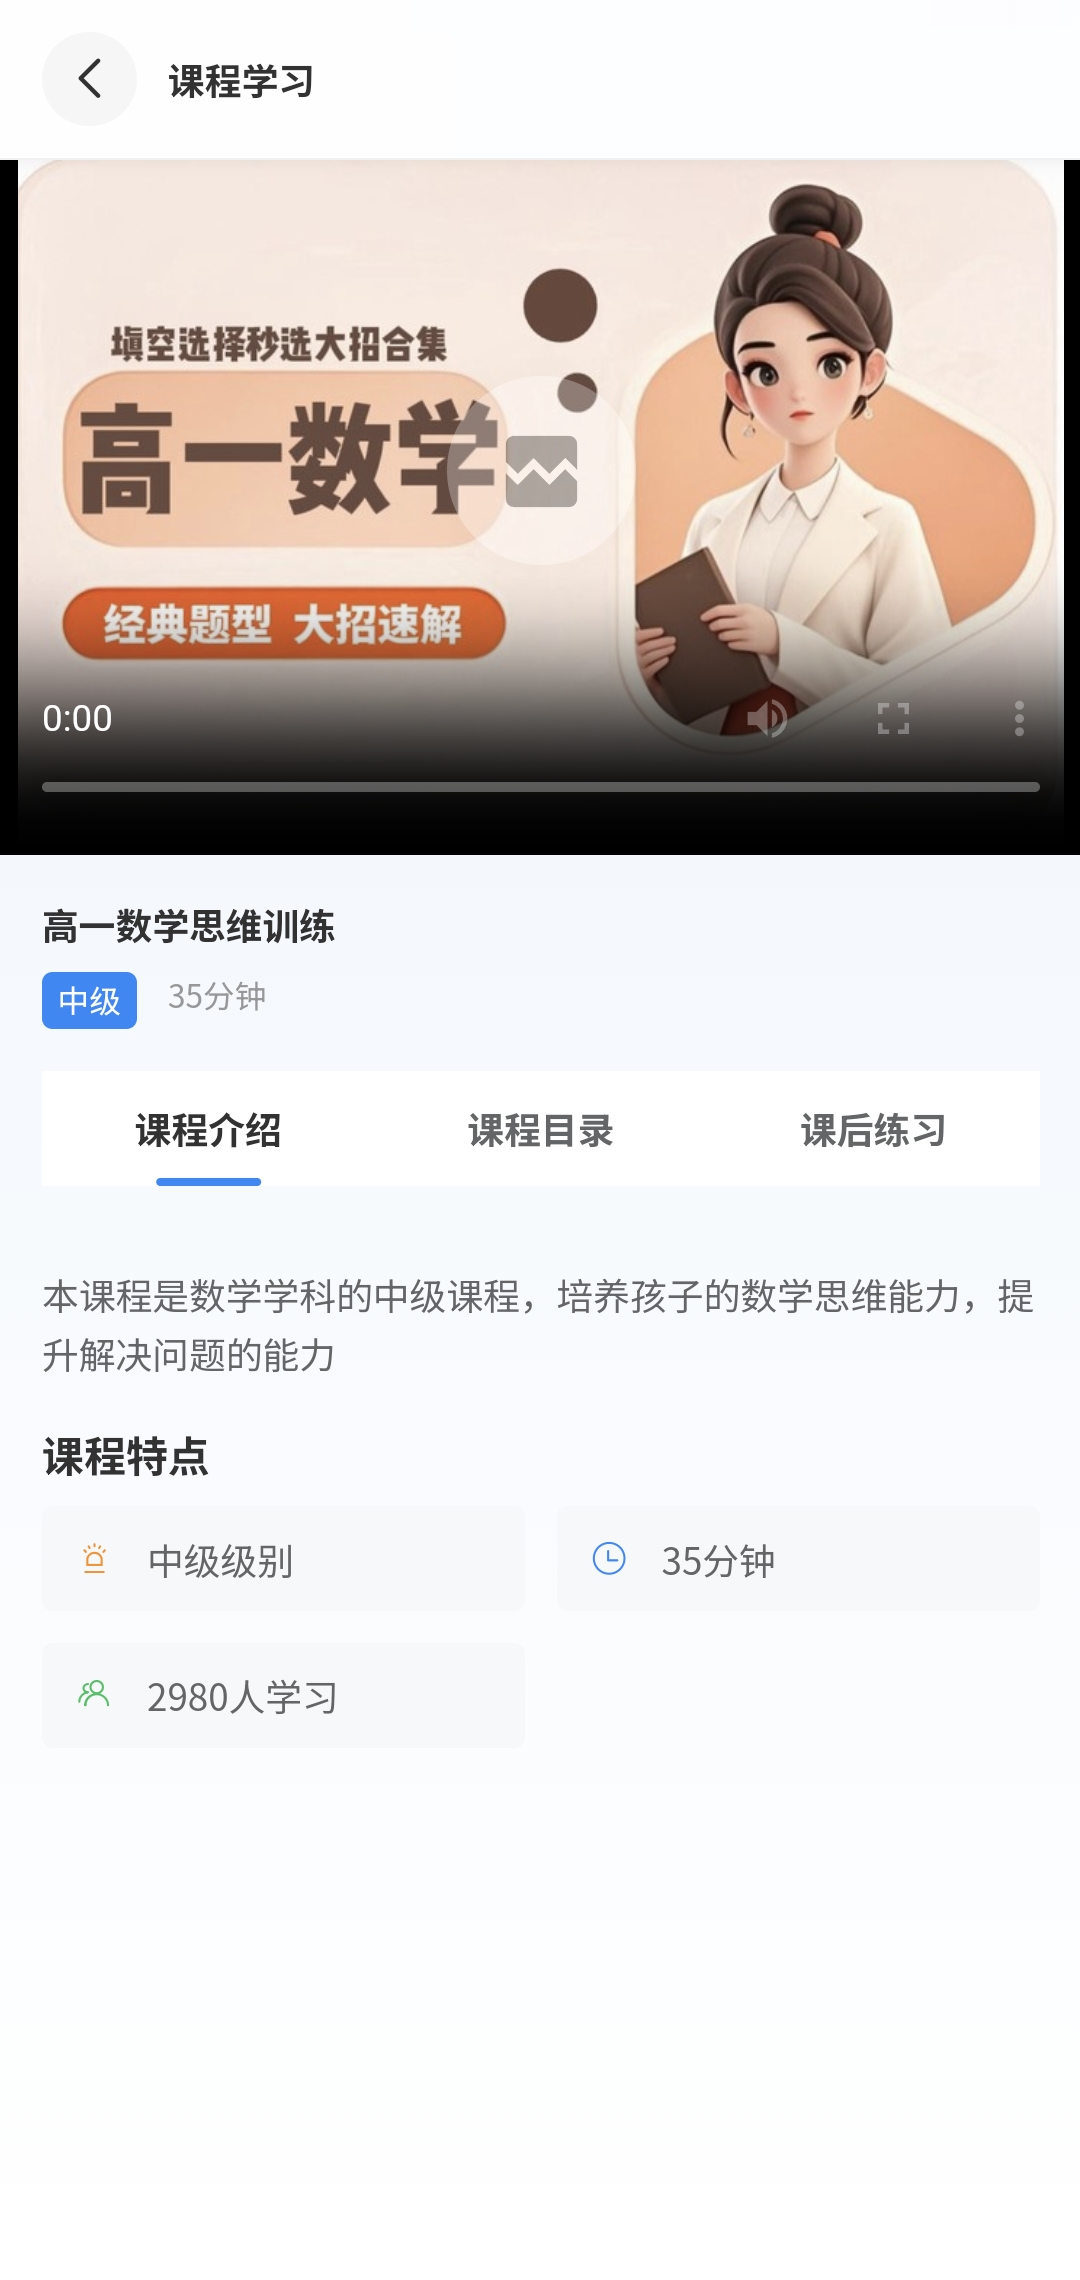 课程学习
填空选择秒选大招合集
高一数学
经典题型 大招速解
0:00
高一数学思维训练
中级 35分钟
课程介绍 课程目录 课后练习
本课程是数学学科的中级课程，培养孩子的数学思维能力，提
升解决问题的能力
课程特点
中级级别 35分钟
2980人学习